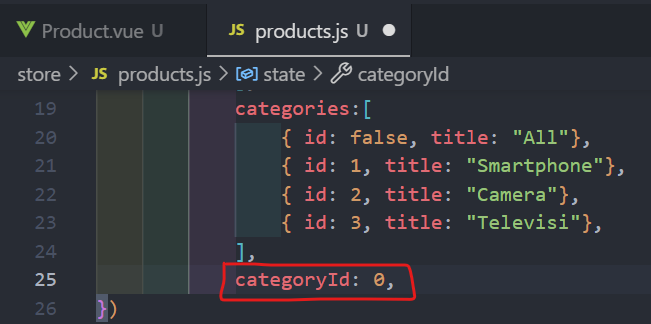 Product.vue U JS products.js U
store > JS products.js > state > categoryId
19 categories:[
20 { id: false, title: "All"},
21 { id: 1, title: "Smartphone"},
22 { id: 2, title: "Camera"},
23 { id: 3, title: "Televisi"},
24 ],
25 categoryId: 0,
26 })